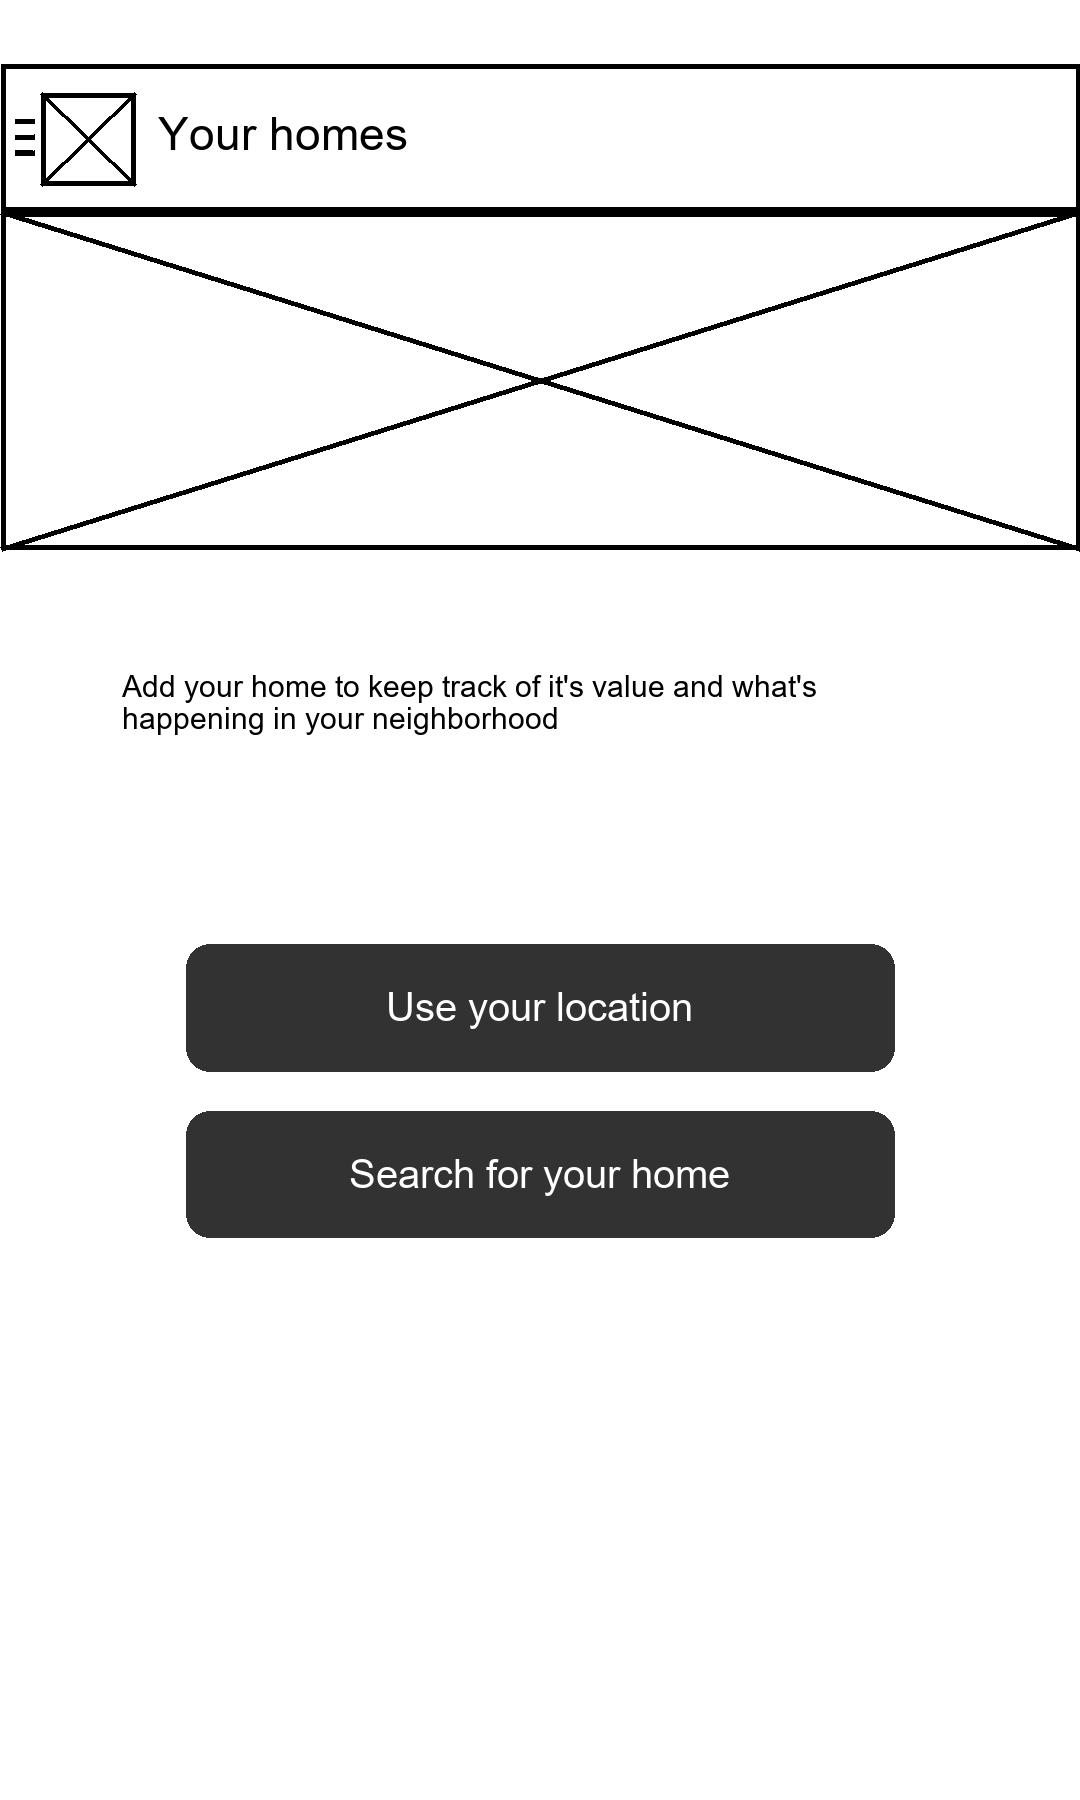 Your homes
Add your home to keep track of it's value and what's
happening in your neighborhood
Use your location
Search for your home